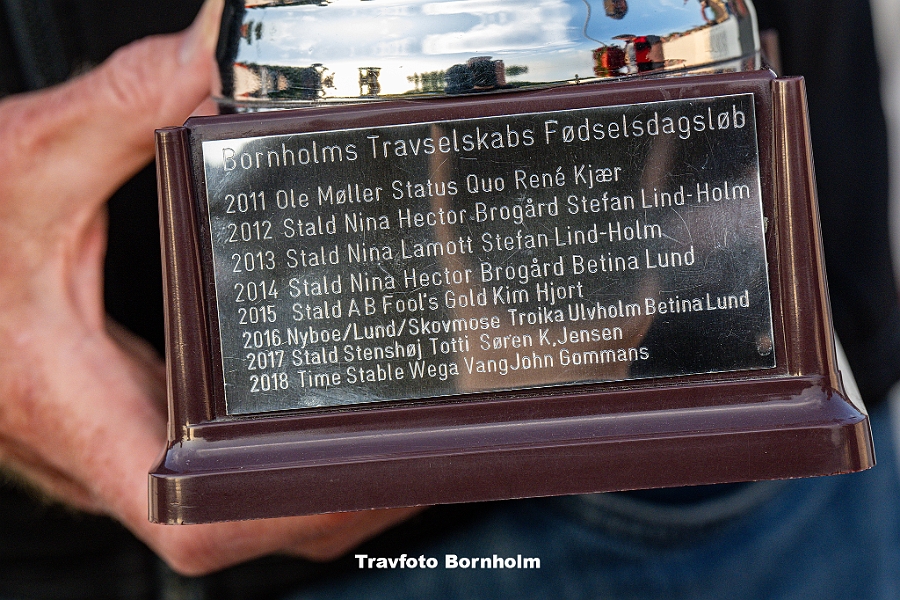 Bornholms Travselskabs Fødselsdagsløb
2011 Ole Møller Status Quo René Kjær
2012 Stald Nina Hector Brogård Stefan Lind-Holm
2013 Stald Nina Lamott Stefan Lind-Holm
2014 Stald Nina Hector Brogård Betina Lund
2015 Stald AB Fool's Gold Kim Hjort
2016 Nyboe/Lund/Skovmose Troika Ulvholm Betina Lund
2017 Stald Stenshøj Totti Søren K.Jensen
2018 Time Stable Wega Vang John Gommans
Travfoto Bornholm